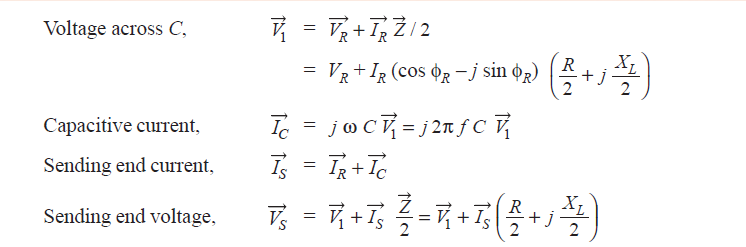 Voltage across C, V⃗₁ = V⃗_R + I⃗_R Z⃗ / 2
= V_R + I_R (cos ϕ_R – j sin ϕ_R) (R/2 + j X_L/2)
Capacitive current, I⃗_C = j ω C V⃗₁ = j 2π f C V⃗₁
Sending end current, I⃗_S = I⃗_R + I⃗_C
Sending end voltage, V⃗_S = V⃗₁ + I⃗_S Z⃗/2 = V⃗₁ + I⃗_S (R/2 + j X_L/2)